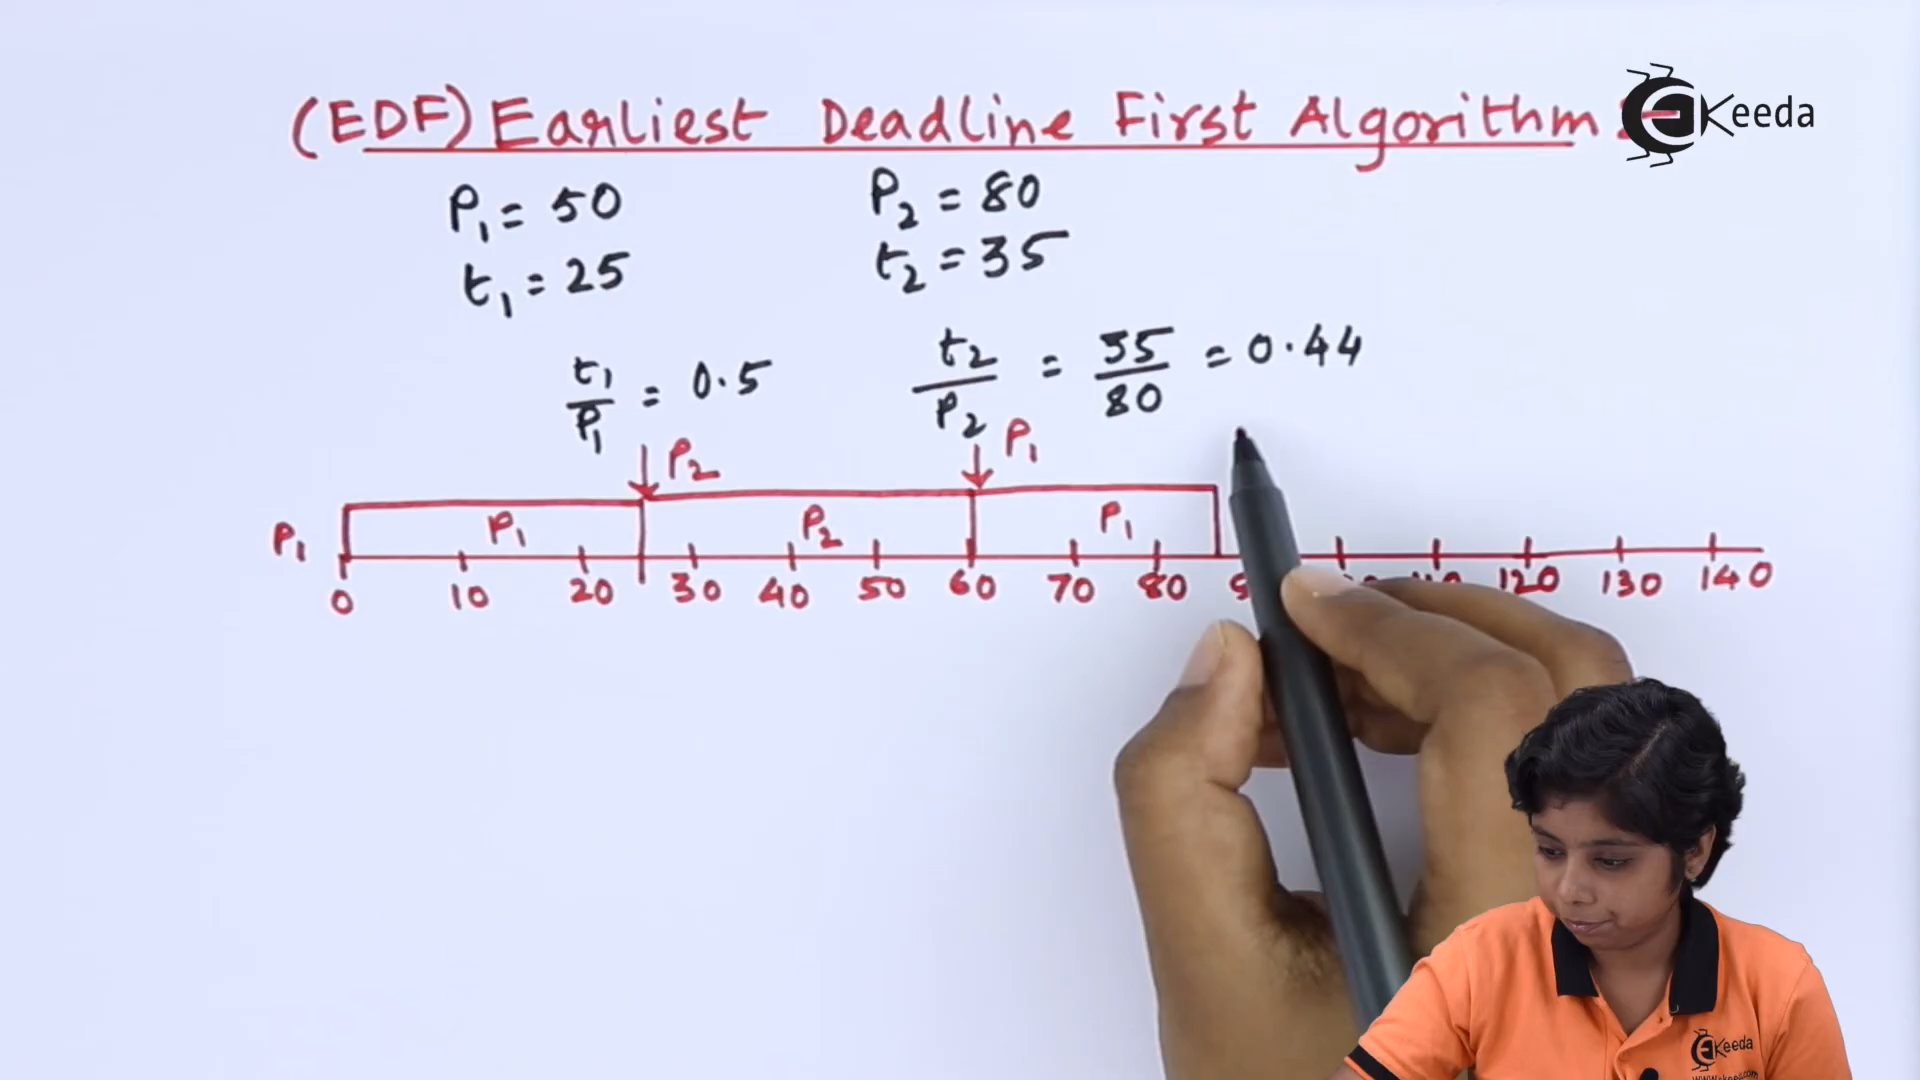 (EDF) Earliest Deadline First Algorithm :-
EKeeda
P1 = 50
P2 = 80
t1 = 25
t2 = 35
t1/P1 = 0.5
t2/P2 = 35/80 = 0.44
P2
P1
P1
P1
P2
P1
0 10 20 30 40 50 60 70 80 120 130 140
EKeeda